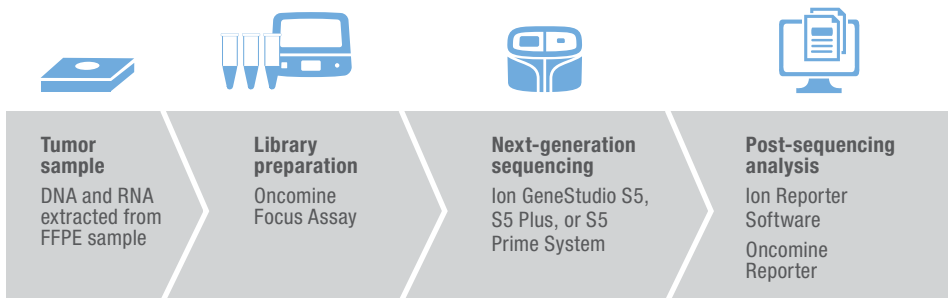 Tumor
sample
DNA and RNA
extracted from
FFPE sample
Library
preparation
Oncomine
Focus Assay
Next-generation
sequencing
Ion GeneStudio S5,
S5 Plus, or S5
Prime System
Post-sequencing
analysis
Ion Reporter
Software
Oncomine
Reporter